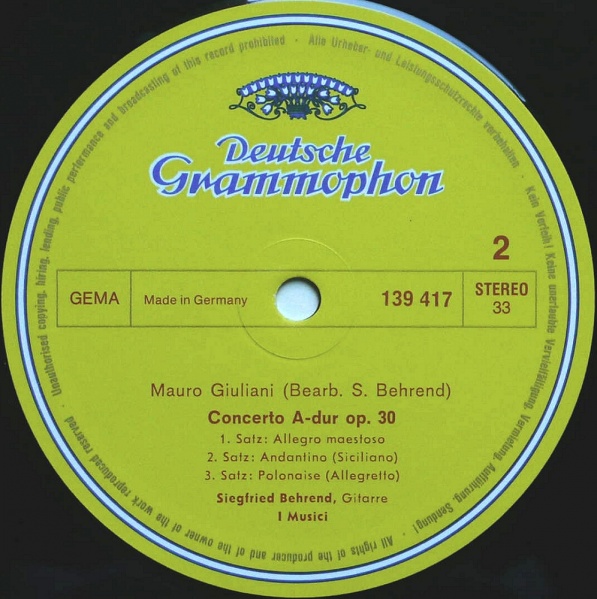 Deutsche
Grammophon
2
GEMA
Made in Germany
139 417
STEREO
33
Mauro Giuliani (Bearb. S. Behrend)
Concerto A-dur op. 30
1. Satz: Allegro maestoso
2. Satz: Andantino (Siciliano)
3. Satz: Polonaise (Allegretto)
Siegfried Behrend, Gitarre
I Musici
Alle Urheber- und Leistungsschutzrechte vorbehalten · Kein Verleih! Keine unerlaubte Vervielfältigung, Vermietung, Aufführung, Sendung! · All rights of the producer and of the owner of the work reproduced reserved · Unauthorised copying, hiring, lending, public performance and broadcasting of this record prohibited ·